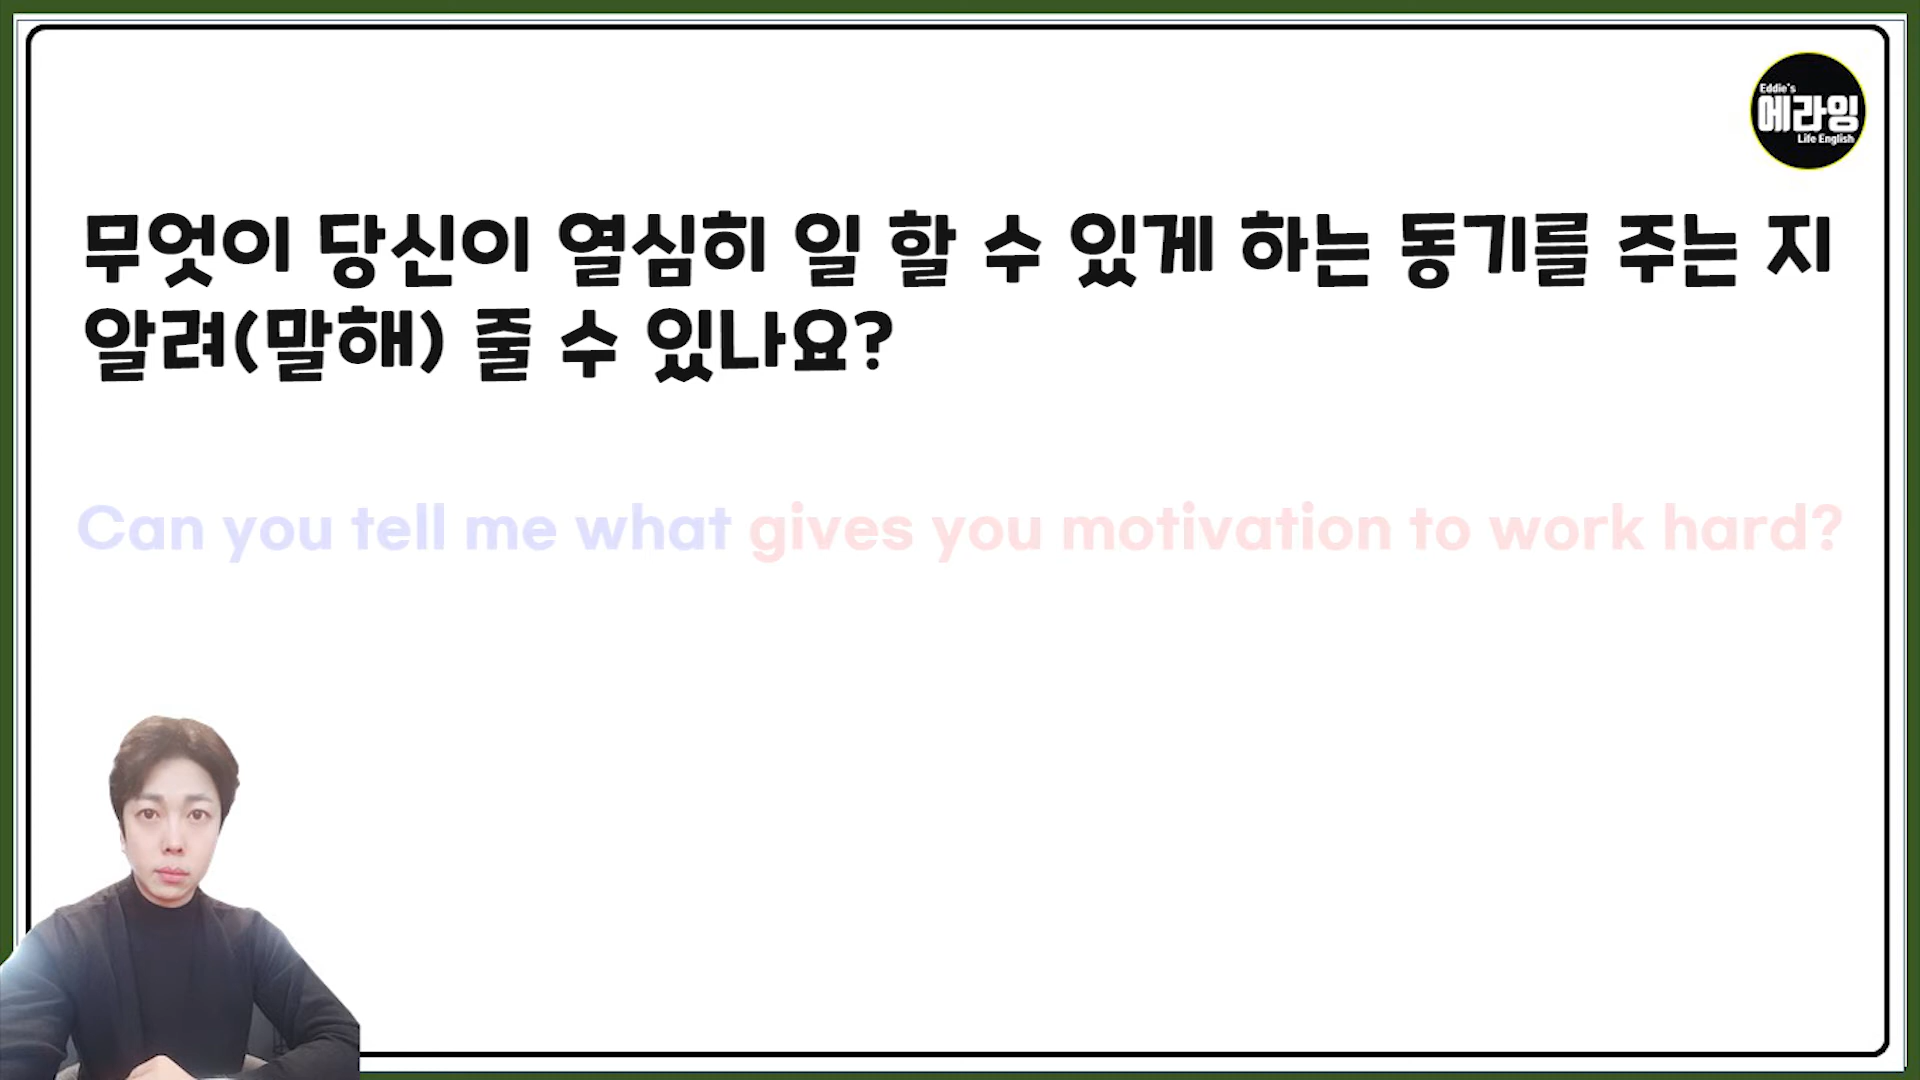 Eddie's
에라잉
Life English
무엇이 당신이 열심히 일 할 수 있게 하는 동기를 주는 지
알려(말해) 줄 수 있나요?
Can you tell me what gives you motivation to work hard?